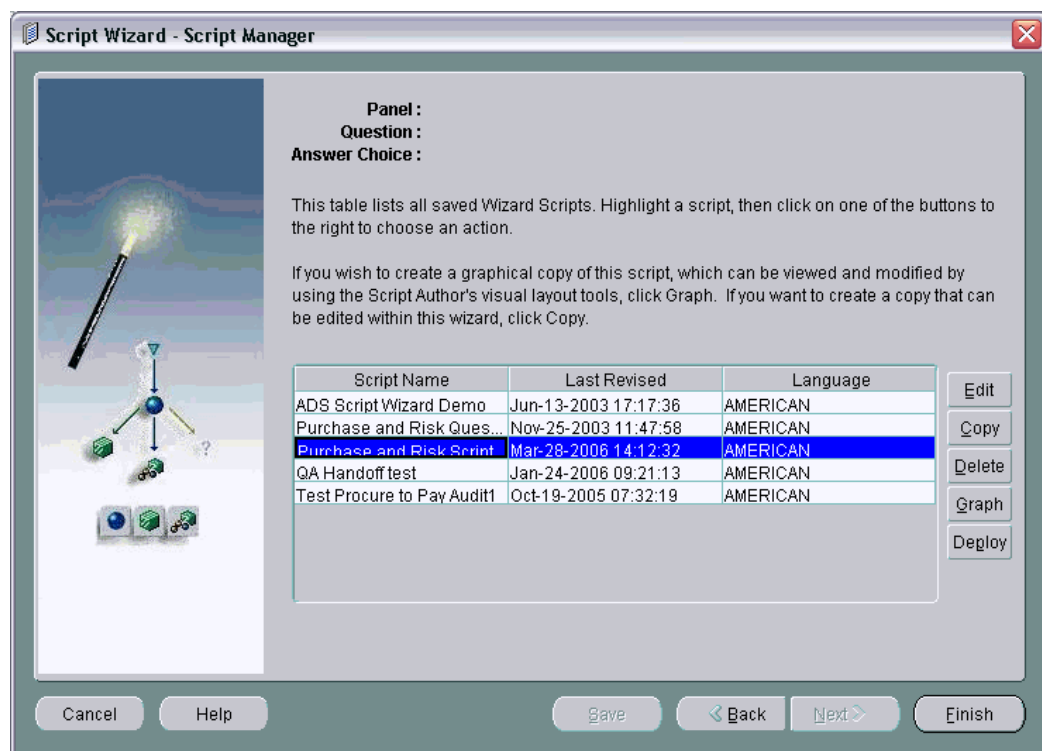 Script Wizard - Script Manager
Panel :
Question :
Answer Choice :
This table lists all saved Wizard Scripts. Highlight a script, then click on one of the buttons to
the right to choose an action.
If you wish to create a graphical copy of this script, which can be viewed and modified by
using the Script Author's visual layout tools, click Graph. If you want to create a copy that can
be edited within this wizard, click Copy.
Script Name Last Revised Language
ADS Script Wizard Demo Jun-13-2003 17:17:36 AMERICAN
Purchase and Risk Ques... Nov-25-2003 11:47:58 AMERICAN
Purchase and Risk Script Mar-28-2006 14:12:32 AMERICAN
QA Handoff test Jan-24-2006 09:21:13 AMERICAN
Test Procure to Pay Audit1 Oct-19-2005 07:32:19 AMERICAN
Edit
Copy
Delete
Graph
Deploy
?
Cancel Help Save Back Next Finish